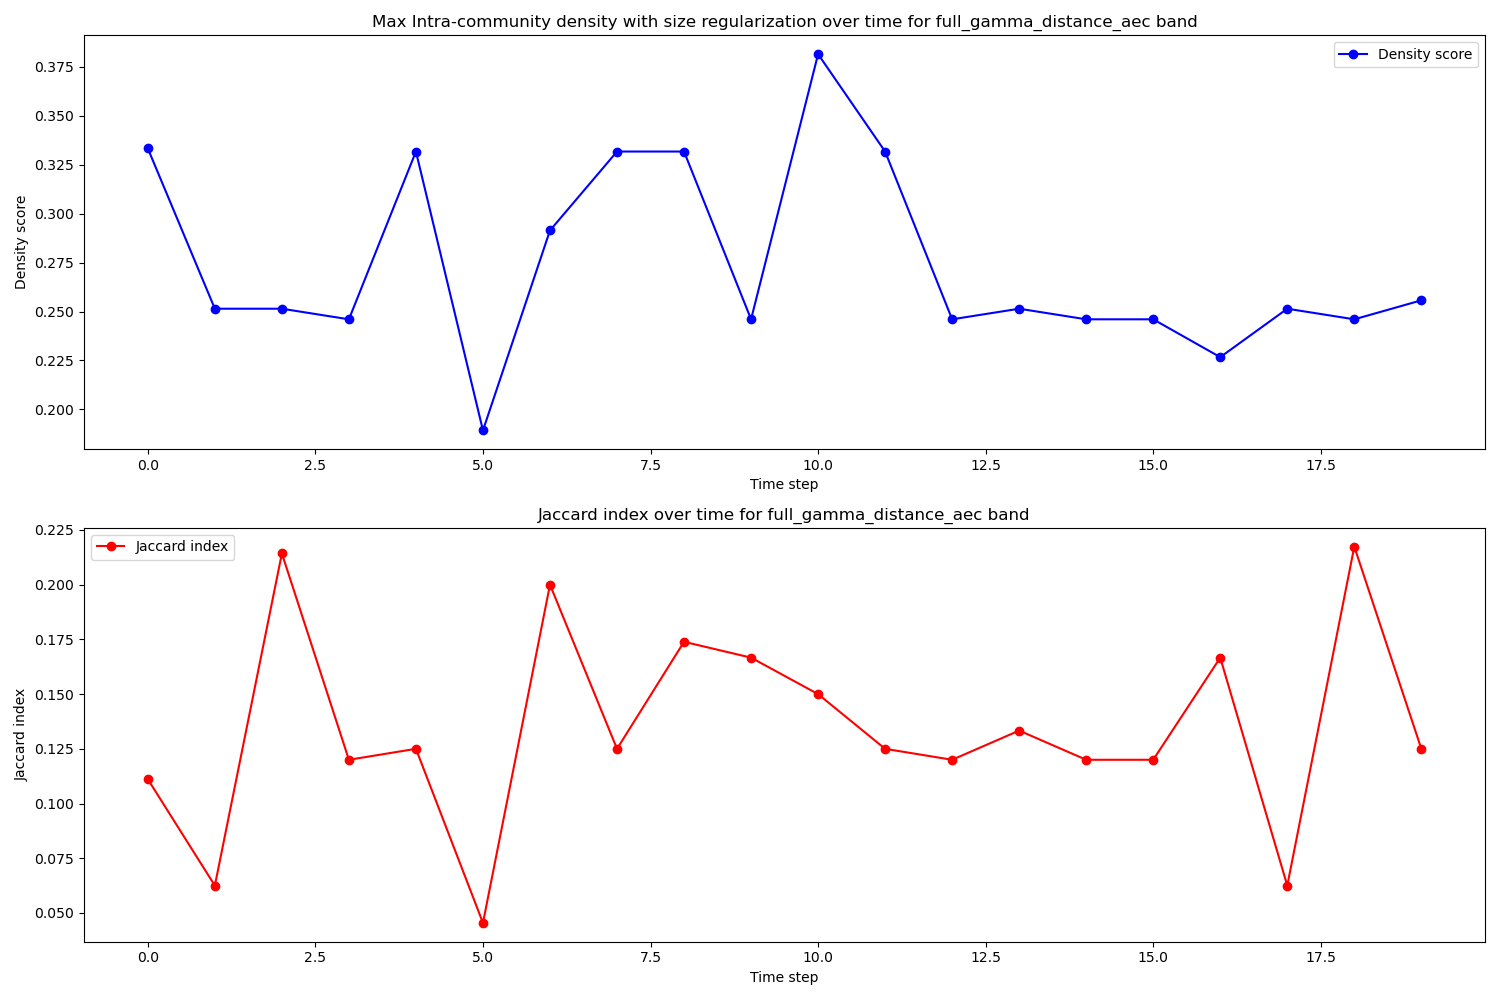 Max Intra-community density with size regularization over time for full_gamma_distance_aec band
Density score
0.375
0.350
0.325
0.300
0.275
0.250
0.225
0.200
Density score
0.0 2.5 5.0 7.5 10.0 12.5 15.0 17.5
Time step
Jaccard index over time for full_gamma_distance_aec band
Jaccard index
0.225
0.200
0.175
0.150
0.125
0.100
0.075
0.050
Jaccard index
0.0 2.5 5.0 7.5 10.0 12.5 15.0 17.5
Time step